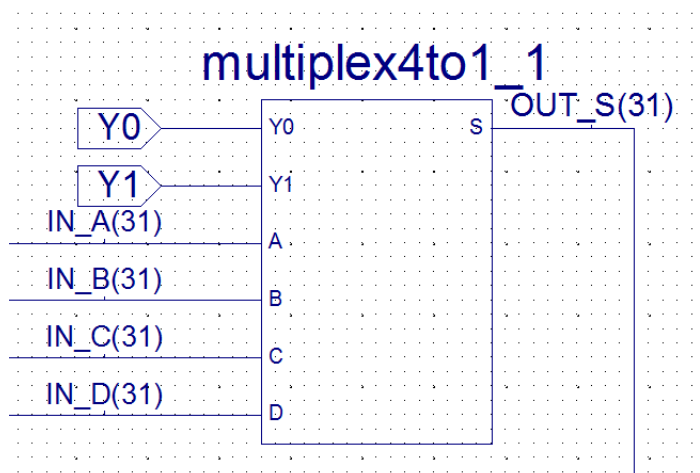 multiplex4to1_1
OUT_S(31)
Y0 Y0 S
Y1 Y1
IN_A(31)
A
IN_B(31)
B
IN_C(31)
C
IN_D(31)
D